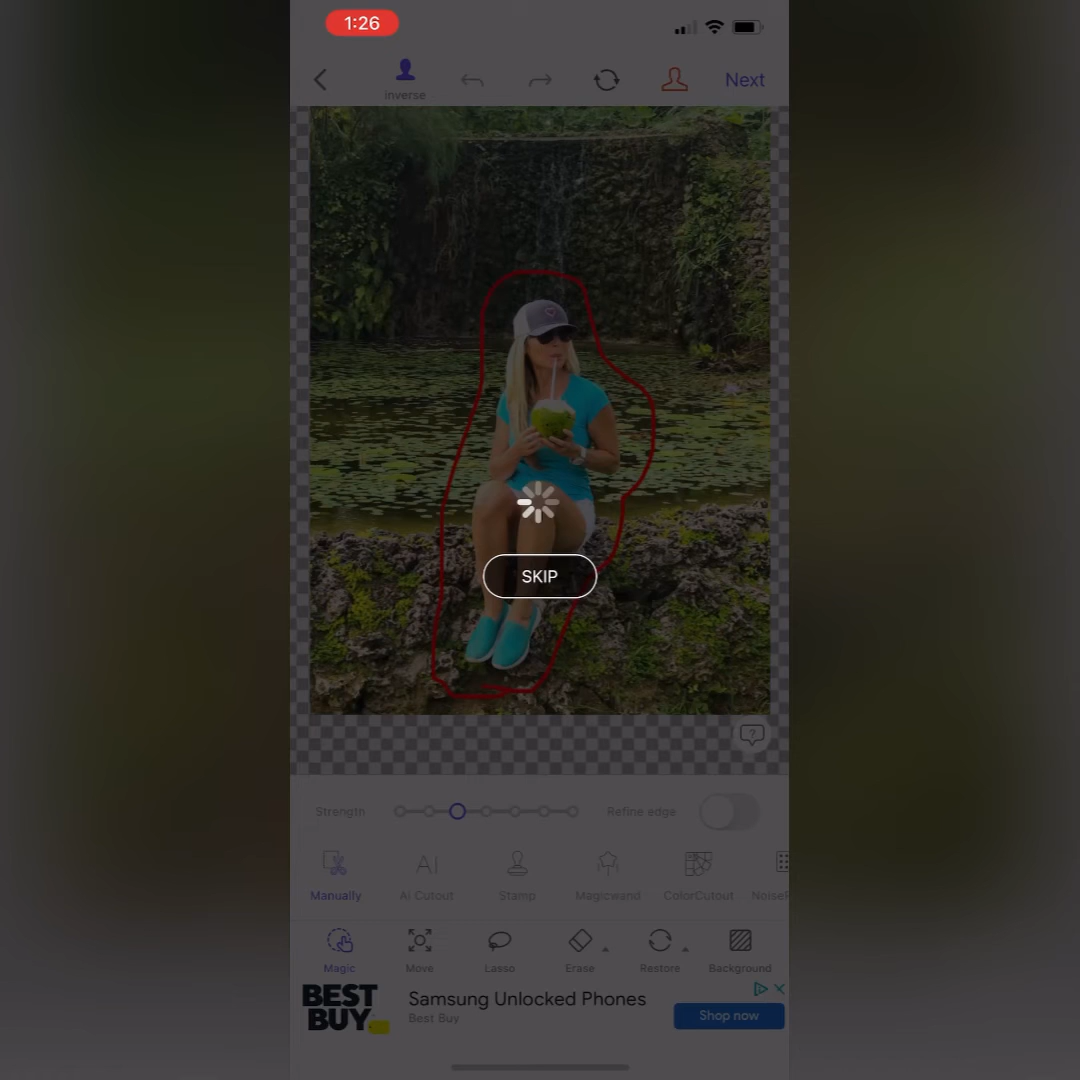 1:26
Inverse
Next
SKIP
?
Strength
Refine edge
Manually
AI
AI Cutout
Stamp
Magicwand
ColorCutout
Magic
Move
Lasso
Erase
Restore
Background
BEST
BUY
Samsung Unlocked Phones
Best Buy
Shop now